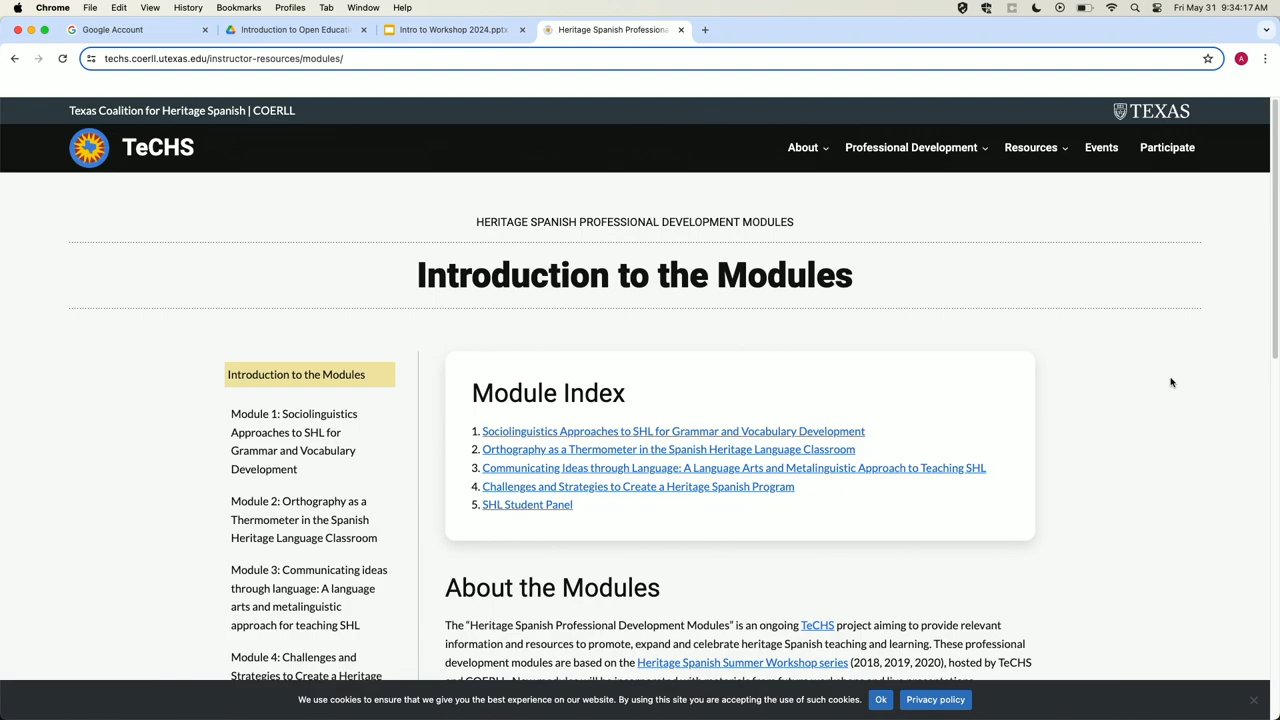 Chrome File Edit View History Bookmarks Profiles Tab Window Help Fri May 31 9:34:17 AM
Google Account Introduction to Open Educati Intro to Workshop 2024.pptx Heritage Spanish Professiona
techs.coerll.utexas.edu/instructor-resources/modules/ A
Texas Coalition for Heritage Spanish | COERLL TEXAS
TeCHS About Professional Development Resources Events Participate
HERITAGE SPANISH PROFESSIONAL DEVELOPMENT MODULES
Introduction to the Modules
Introduction to the Modules
Module 1: Sociolinguistics
Approaches to SHL for
Grammar and Vocabulary
Development
Module 2: Orthography as a
Thermometer in the Spanish
Heritage Language Classroom
Module 3: Communicating ideas
through language: A language
arts and metalinguistic
approach for teaching SHL
Module 4: Challenges and
Strategies to Create a Heritage
Module Index
1. Sociolinguistics Approaches to SHL for Grammar and Vocabulary Development
2. Orthography as a Thermometer in the Spanish Heritage Language Classroom
3. Communicating Ideas through Language: A Language Arts and Metalinguistic Approach to Teaching SHL
4. Challenges and Strategies to Create a Heritage Spanish Program
5. SHL Student Panel
About the Modules
The “Heritage Spanish Professional Development Modules” is an ongoing TeCHS project aiming to provide relevant
information and resources to promote, expand and celebrate heritage Spanish teaching and learning. These professional
development modules are based on the Heritage Spanish Summer Workshop series (2018, 2019, 2020), hosted by TeCHS
We use cookies to ensure that we give you the best experience on our website. By using this site you are accepting the use of such cookies. Ok Privacy policy